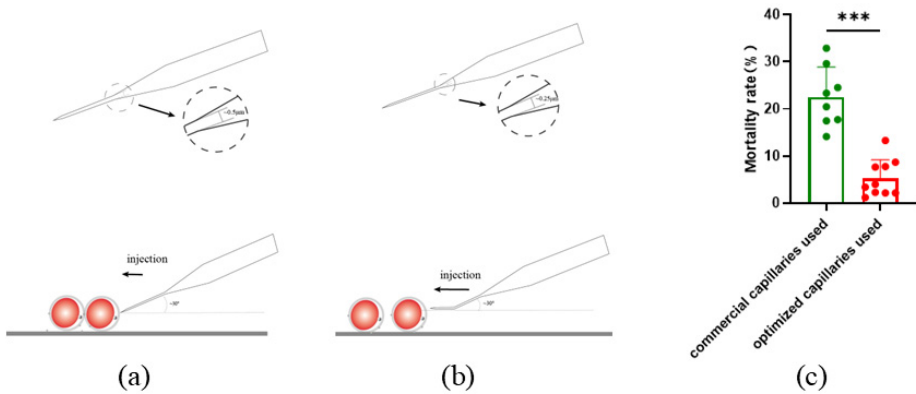 ~0.5μm
injection
~30°
(a)
~0.25μm
injection
~30°
(b)
40
***
30
20
10
0
Mortality rate(%)
commercial capillaries used
optimized capillaries used
(c)